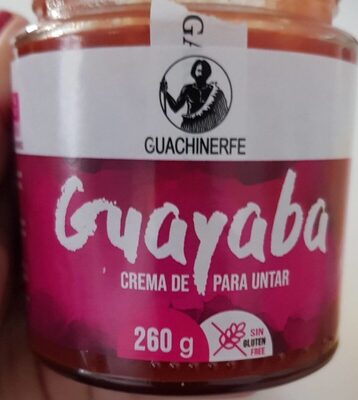 GUACHINERFE
Guayaba
CREMA DE PARA UNTAR
260 g
SIN
GLUTEN
FREE